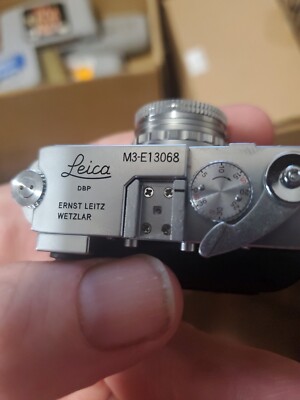 Leica
M3-E13068
DBP
ERNST LEITZ
WETZLAR